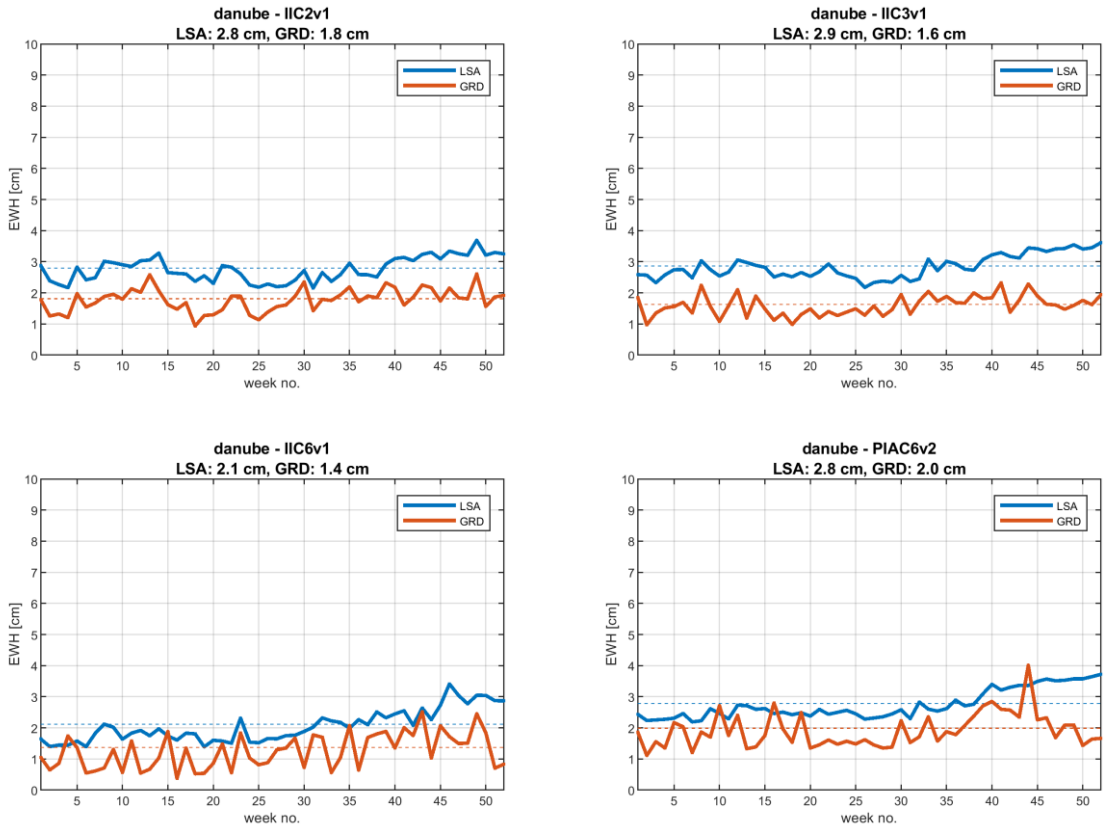 danube - IIC2v1
LSA: 2.8 cm, GRD: 1.8 cm
10
9
8
7
6
5
4
3
2
1
0
EWH [cm]
LSA
GRD
5 10 15 20 25 30 35 40 45 50
week no.
danube - IIC3v1
LSA: 2.9 cm, GRD: 1.6 cm
10
9
8
7
6
5
4
3
2
1
0
EWH [cm]
LSA
GRD
5 10 15 20 25 30 35 40 45 50
week no.
danube - IIC6v1
LSA: 2.1 cm, GRD: 1.4 cm
10
9
8
7
6
5
4
3
2
1
0
EWH [cm]
LSA
GRD
5 10 15 20 25 30 35 40 45 50
week no.
danube - PIAC6v2
LSA: 2.8 cm, GRD: 2.0 cm
10
9
8
7
6
5
4
3
2
1
0
EWH [cm]
LSA
GRD
5 10 15 20 25 30 35 40 45 50
week no.